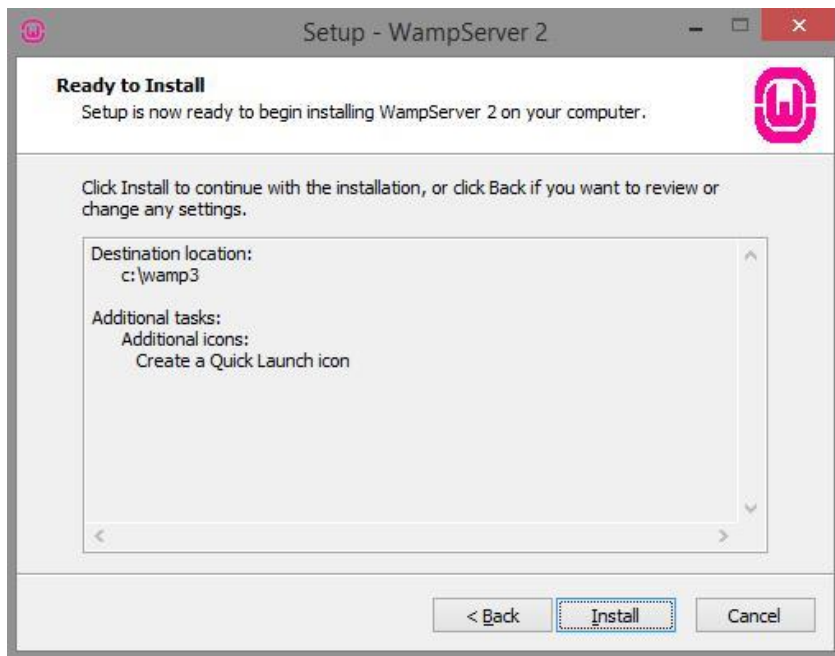 Setup - WampServer 2
Ready to Install
Setup is now ready to begin installing WampServer 2 on your computer.
Click Install to continue with the installation, or click Back if you want to review or
change any settings.
Destination location:
c:\wamp3
Additional tasks:
Additional icons:
Create a Quick Launch icon
< Back Install Cancel